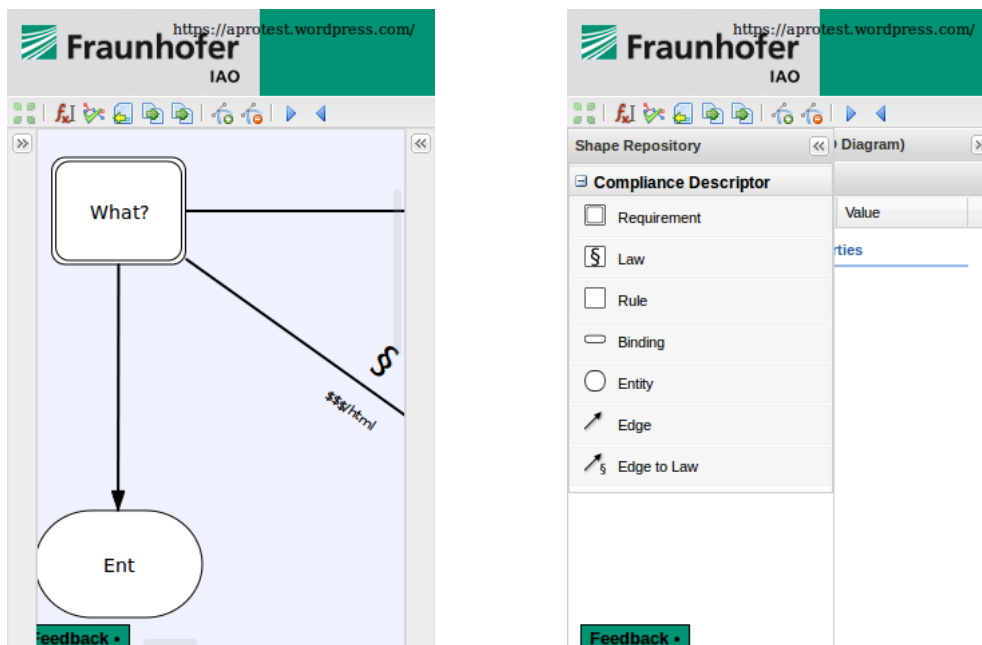 https://aprotest.wordpress.com/
Fraunhofer
IAO
What?
§
$$$/html
Ent
Feedback •
https://aprotest.wordpress.com/
Fraunhofer
IAO
Shape Repository
Diagram)
Compliance Descriptor
Requirement
Value
§ Law
rties
Rule
Binding
Entity
Edge
§ Edge to Law
Feedback •